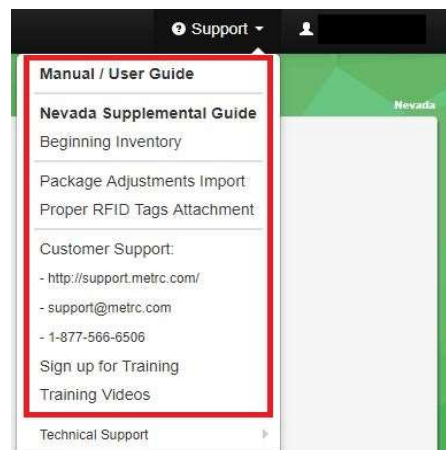 Support
Manual / User Guide
Nevada Supplemental Guide
Nevada
Beginning Inventory
Package Adjustments Import
Proper RFID Tags Attachment
Customer Support:
- http://support.metrc.com/
- support@metrc.com
- 1-877-566-6506
Sign up for Training
Training Videos
Technical Support